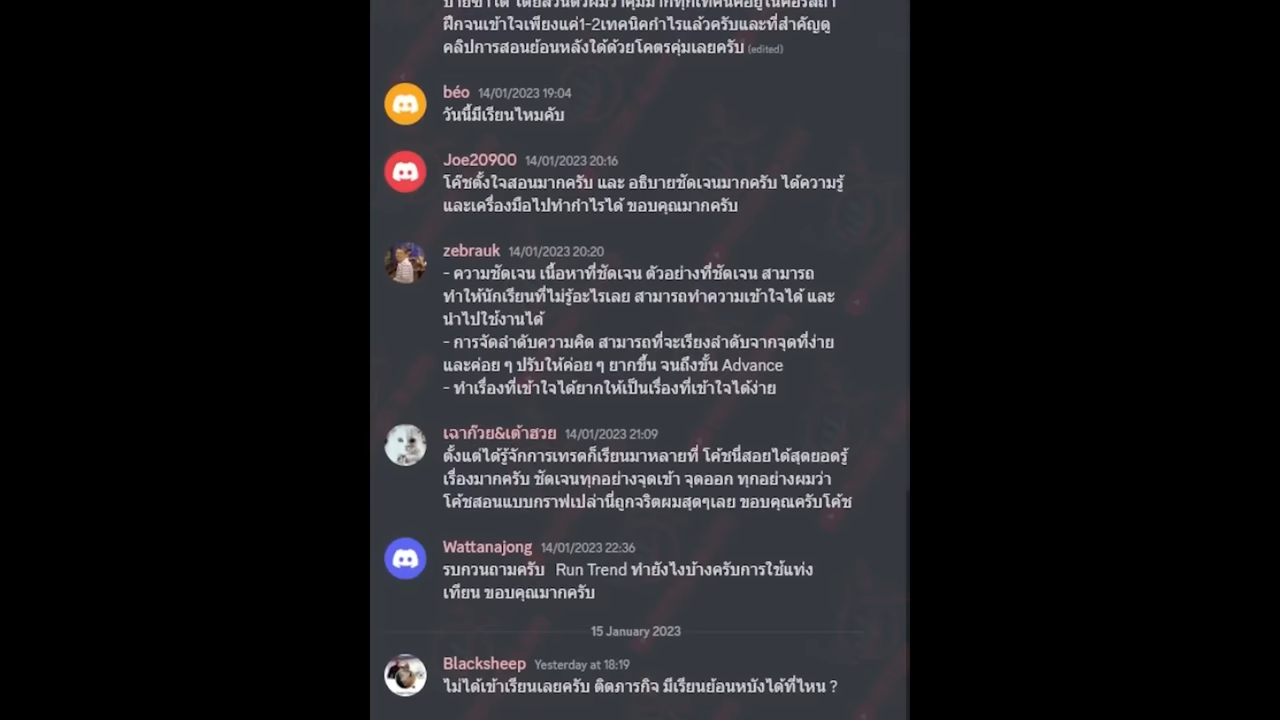 ฝึกจนเข้าใจเพียงแค่1-2เทคนิคกำไรแล้วครับและที่สำคัญดู
คลิปการสอนย้อนหลังได้ด้วยโคตรคุ่มเลยครับ (edited)
béo 14/01/2023 19:04
วันนี้มีเรียนไหมคับ
Joe20900 14/01/2023 20:16
โค๊ชตั้งใจสอนมากครับ และ อธิบายชัดเจนมากครับ ได้ความรู้
และเครื่องมือไปทำกำไรได้ ขอบคุณมากครับ
zebrauk 14/01/2023 20:20
- ความชัดเจน เนื้อหาที่ชัดเจน ตัวอย่างที่ชัดเจน สามารถ
ทำให้นักเรียนที่ไม่รู้อะไรเลย สามารถทำความเข้าใจได้ และ
นำไปใช้งานได้
- การจัดลำดับความคิด สามารถที่จะเรียงลำดับจากจุดที่ง่าย
และค่อย ๆ ปรับให้ค่อย ๆ ยากขึ้น จนถึงขั้น Advance
- ทำเรื่องที่เข้าใจได้ยากให้เป็นเรื่องที่เข้าใจได้ง่าย
เฉาก๊วย&เต้าฮวย 14/01/2023 21:09
ตั้งแต่ได้รู้จักการเทรดก็เรียนมาหลายที่ โค้ชนี่สอยได้สุดยอดรู้
เรื่องมากครับ ชัดเจนทุกอย่างจุดเข้า จุดออก ทุกอย่างผมว่า
โค้ชสอนแบบกราฟเปล่านี่ถูกจริตผมสุดๆเลย ขอบคุณครับโค้ช
Wattanajong 14/01/2023 22:36
รบกวนถามครับ Run Trend ทำยังไงบ้างครับการใช้แท่ง
เทียน ขอบคุณมากครับ
15 January 2023
Blacksheep Yesterday at 18:19
ไม่ได้เข้าเรียนเลยครับ ติดภารกิจ มีเรียนย้อนหบังได้ที่ไหน ?